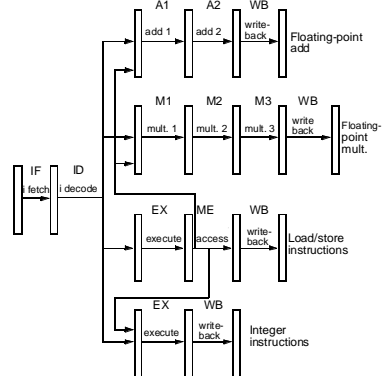 A1 A2 WB
add 1 add 2 write-
back
Floating-point
add
M1 M2 M3 WB
mult. 1 mult. 2 mult. 3 write
back
Floating-
point
mult.
IF ID
i fetch i decode
EX ME WB
execute access write-
back
Load/store
instructions
EX WB
execute write-
back
Integer
instructions